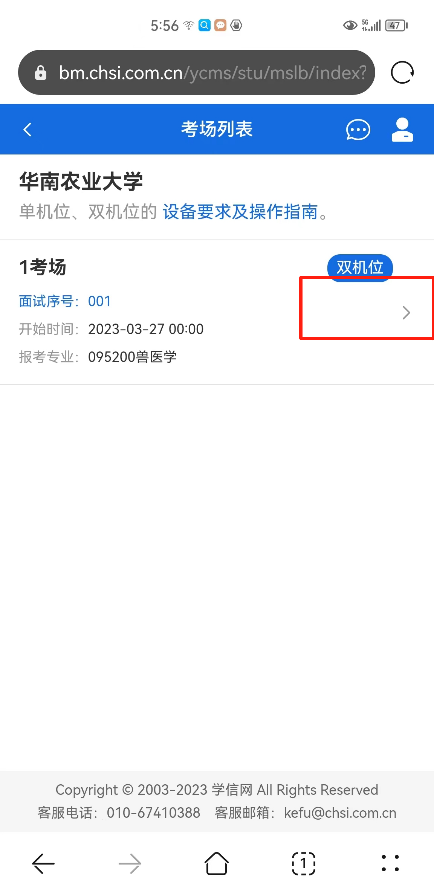 5:56 5G 47
bm.chsi.com.cn/ycms/stu/mslb/index?
考场列表
华南农业大学
单机位、双机位的 设备要求及操作指南。
1考场 双机位
面试序号：001
开始时间：2023-03-27 00:00
报考专业：095200兽医学
Copyright © 2003-2023 学信网 All Rights Reserved
客服电话：010-67410388 客服邮箱：kefu@chsi.com.cn
1